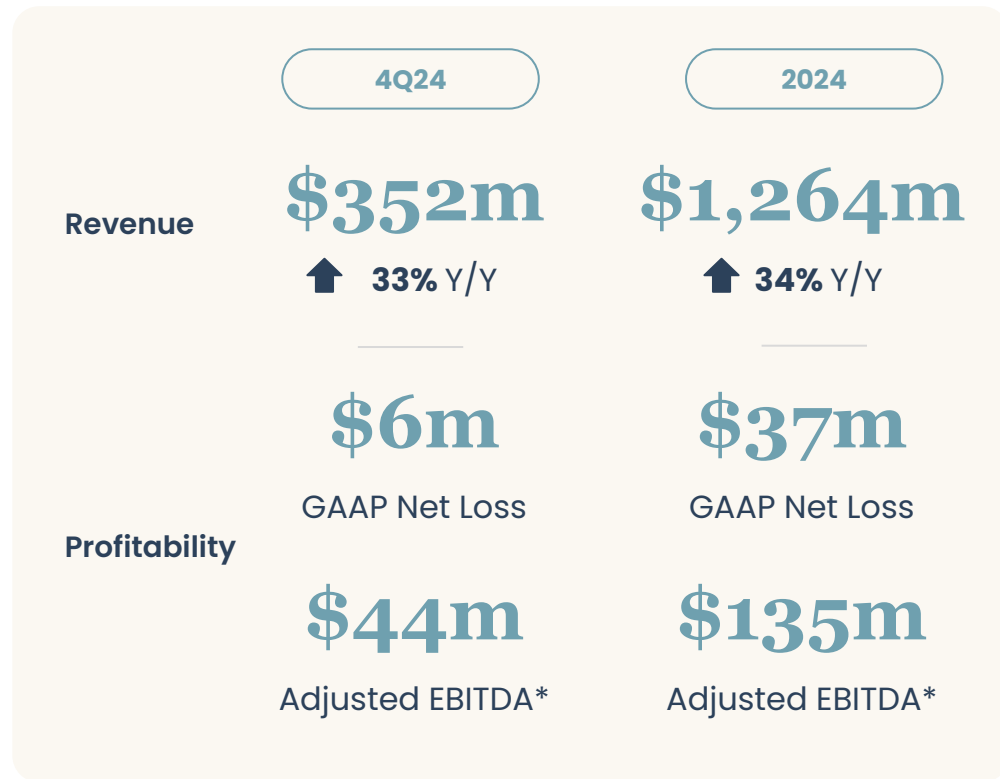 4Q24 2024
Revenue $352m $1,264m
33% Y/Y 34% Y/Y
$6m $37m
GAAP Net Loss GAAP Net Loss
Profitability
$44m $135m
Adjusted EBITDA* Adjusted EBITDA*